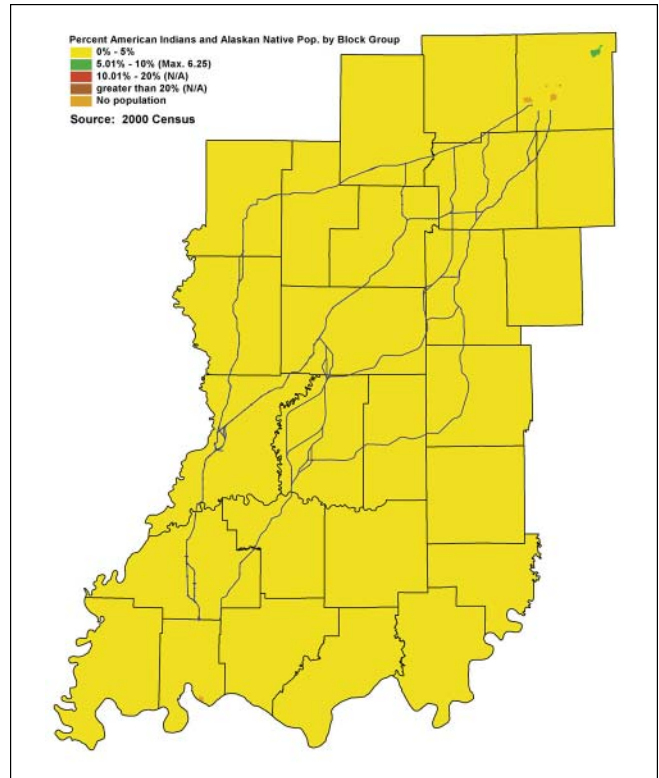 Percent American Indians and Alaskan Native Pop. by Block Group
0% - 5%
5.01% - 10% (Max. 6.25)
10.01% - 20% (N/A)
greater than 20% (N/A)
No population
Source: 2000 Census